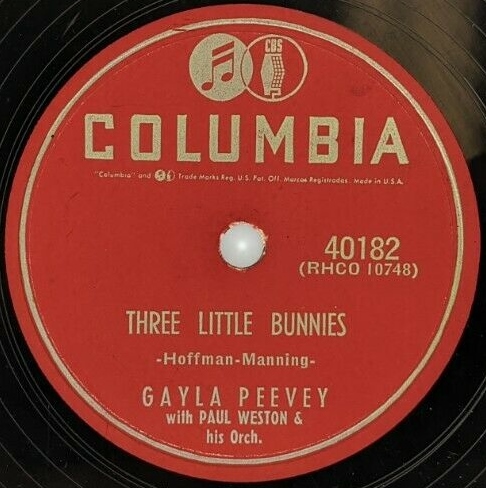 CBS
COLUMBIA
"Columbia" and Trade Marks Reg. U.S. Pat. Off. Marcas Registradas. Made in U.S.A.
40182
(RHCO 10748)
THREE LITTLE BUNNIES
-Hoffman-Manning-
GAYLA PEEVEY
with PAUL WESTON &
his Orch.